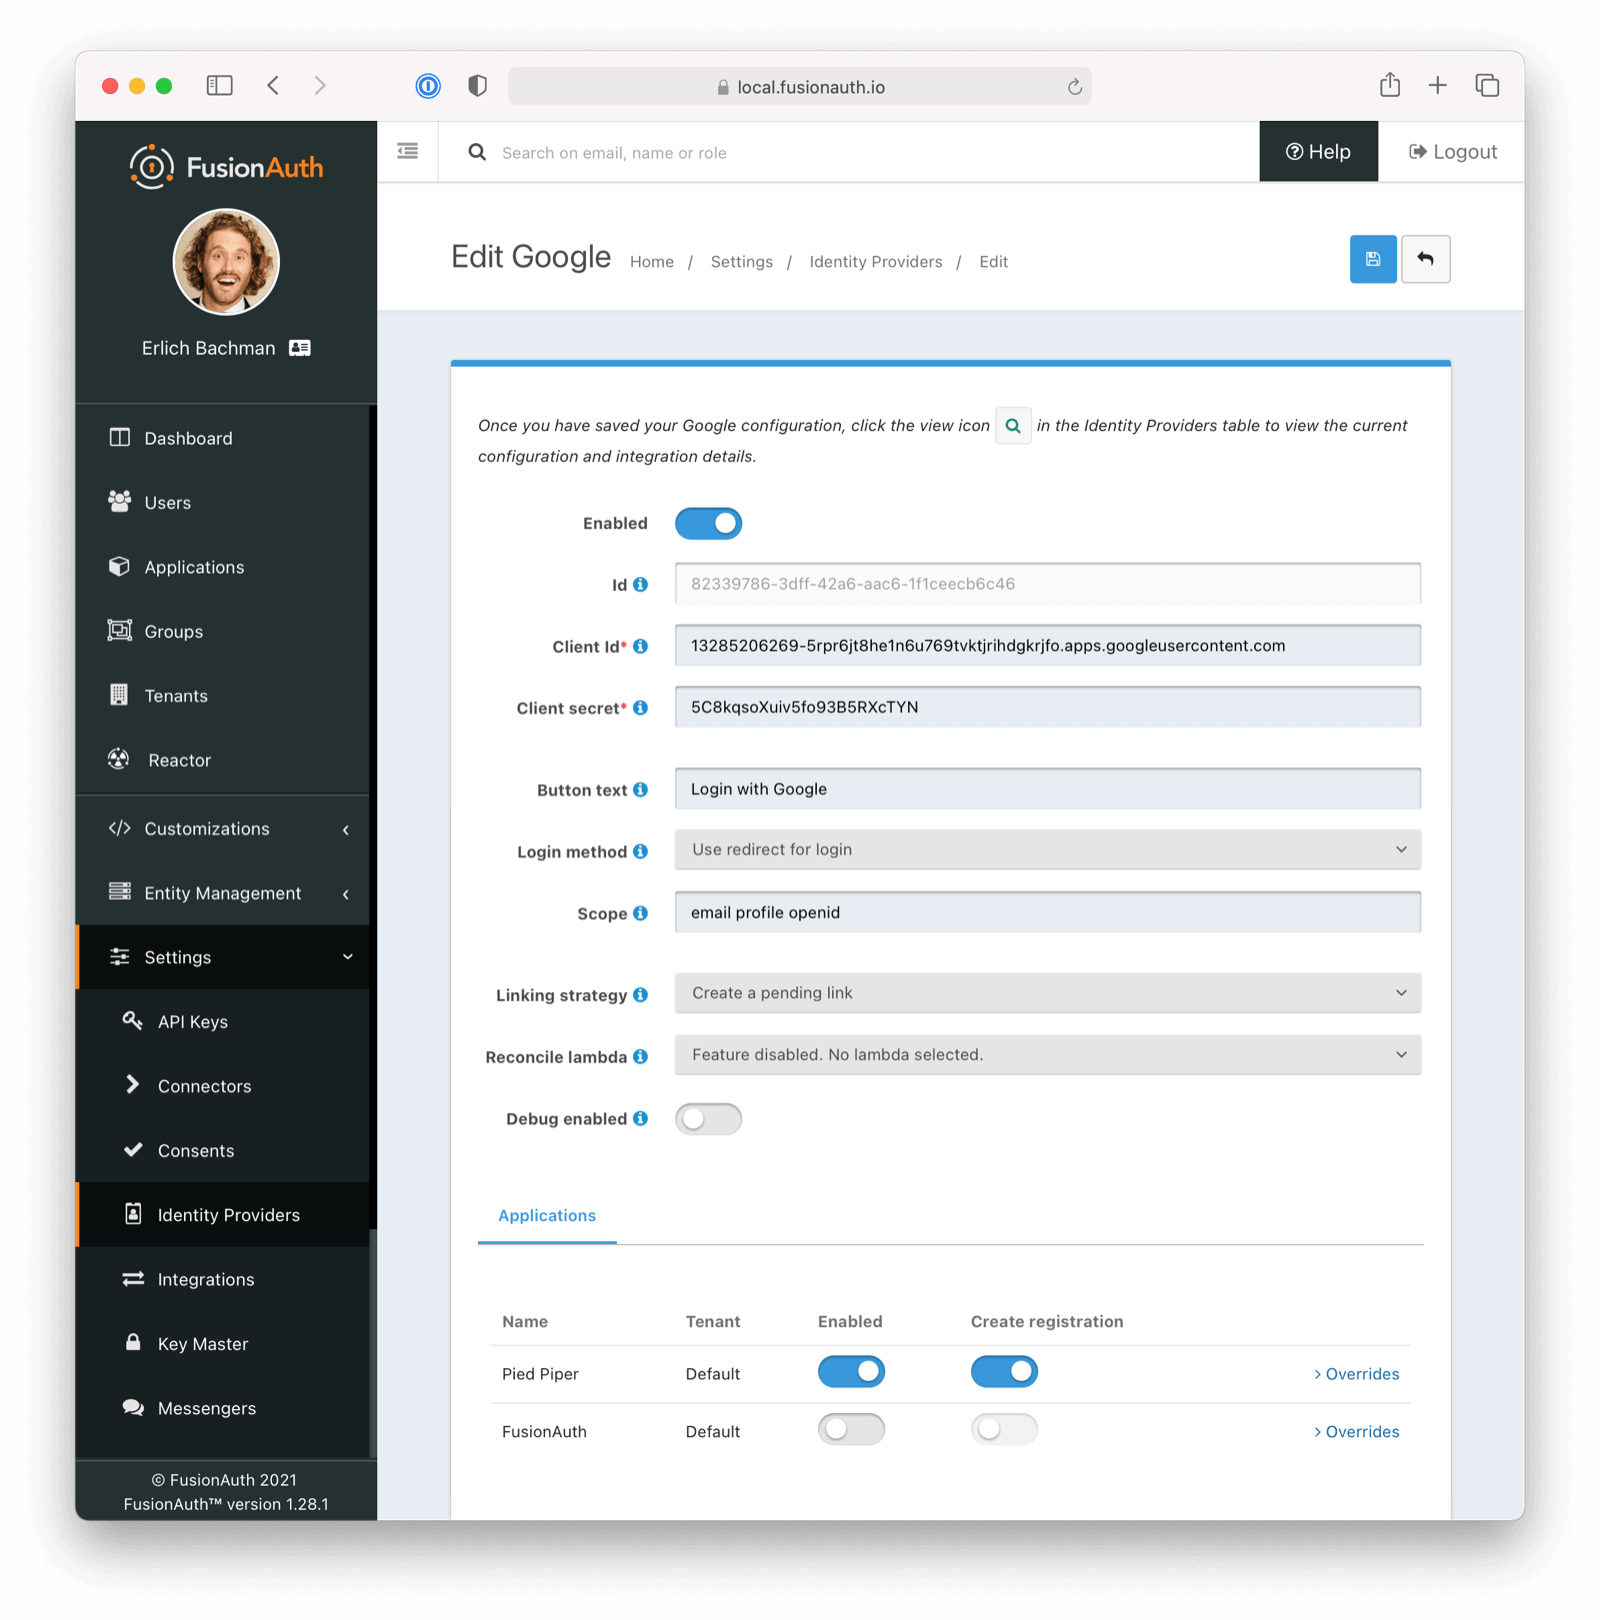 local.fusionauth.io
FusionAuth
Search on email, name or role
Help
Logout
Erlich Bachman
Edit Google
Home / Settings / Identity Providers / Edit
Dashboard
Users
Applications
Groups
Tenants
Reactor
Customizations
Entity Management
Settings
API Keys
Connectors
Consents
Identity Providers
Integrations
Key Master
Messengers
© FusionAuth 2021
FusionAuth™ version 1.28.1
Once you have saved your Google configuration, click the view icon in the Identity Providers table to view the current
configuration and integration details.
Enabled
Id 82339786-3dff-42a6-aac6-1f1ceecb6c46
Client Id* 13285206269-5rpr6jt8he1n6u769tvktjrihdgkrjfo.apps.googleusercontent.com
Client secret* 5C8kqsoXuiv5fo93B5RXcTYN
Button text Login with Google
Login method Use redirect for login
Scope email profile openid
Linking strategy Create a pending link
Reconcile lambda Feature disabled. No lambda selected.
Debug enabled
Applications
Name Tenant Enabled Create registration
Pied Piper Default Overrides
FusionAuth Default Overrides